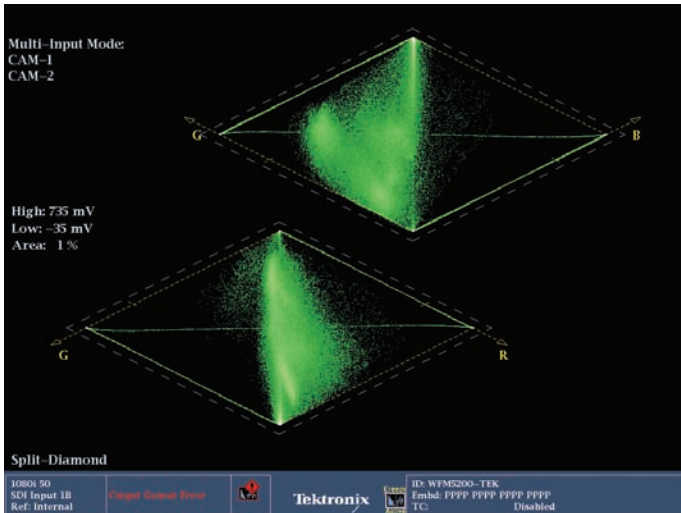 Multi-Input Mode:
CAM-1
CAM-2
G
B
High: 735 mV
Low: -35 mV
Area: 1 %
G
R
Split-Diamond
1080i 50
SDI Input 1B
Ref: Internal
Cmpst Gamut Error
Tektronix
ID: WFM5200-TEK
Embd: PPPP PPPP PPPP PPPP
TC: Disabled